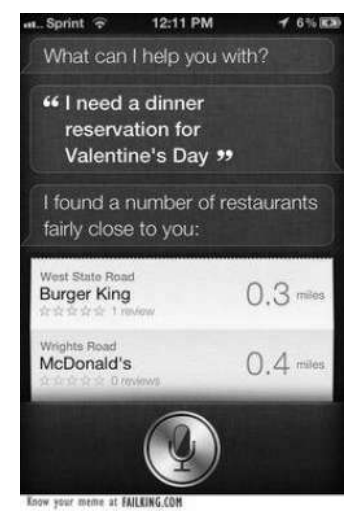 Sprint 12:11 PM 6%
What can I help you with?
“ I need a dinner
reservation for
Valentine's Day ”
I found a number of restaurants
fairly close to you:
West State Road
Burger King
1 review
0.3 miles
Wrights Road
McDonald's
0 reviews
0.4 miles
Know your meme at FAILKING.COM